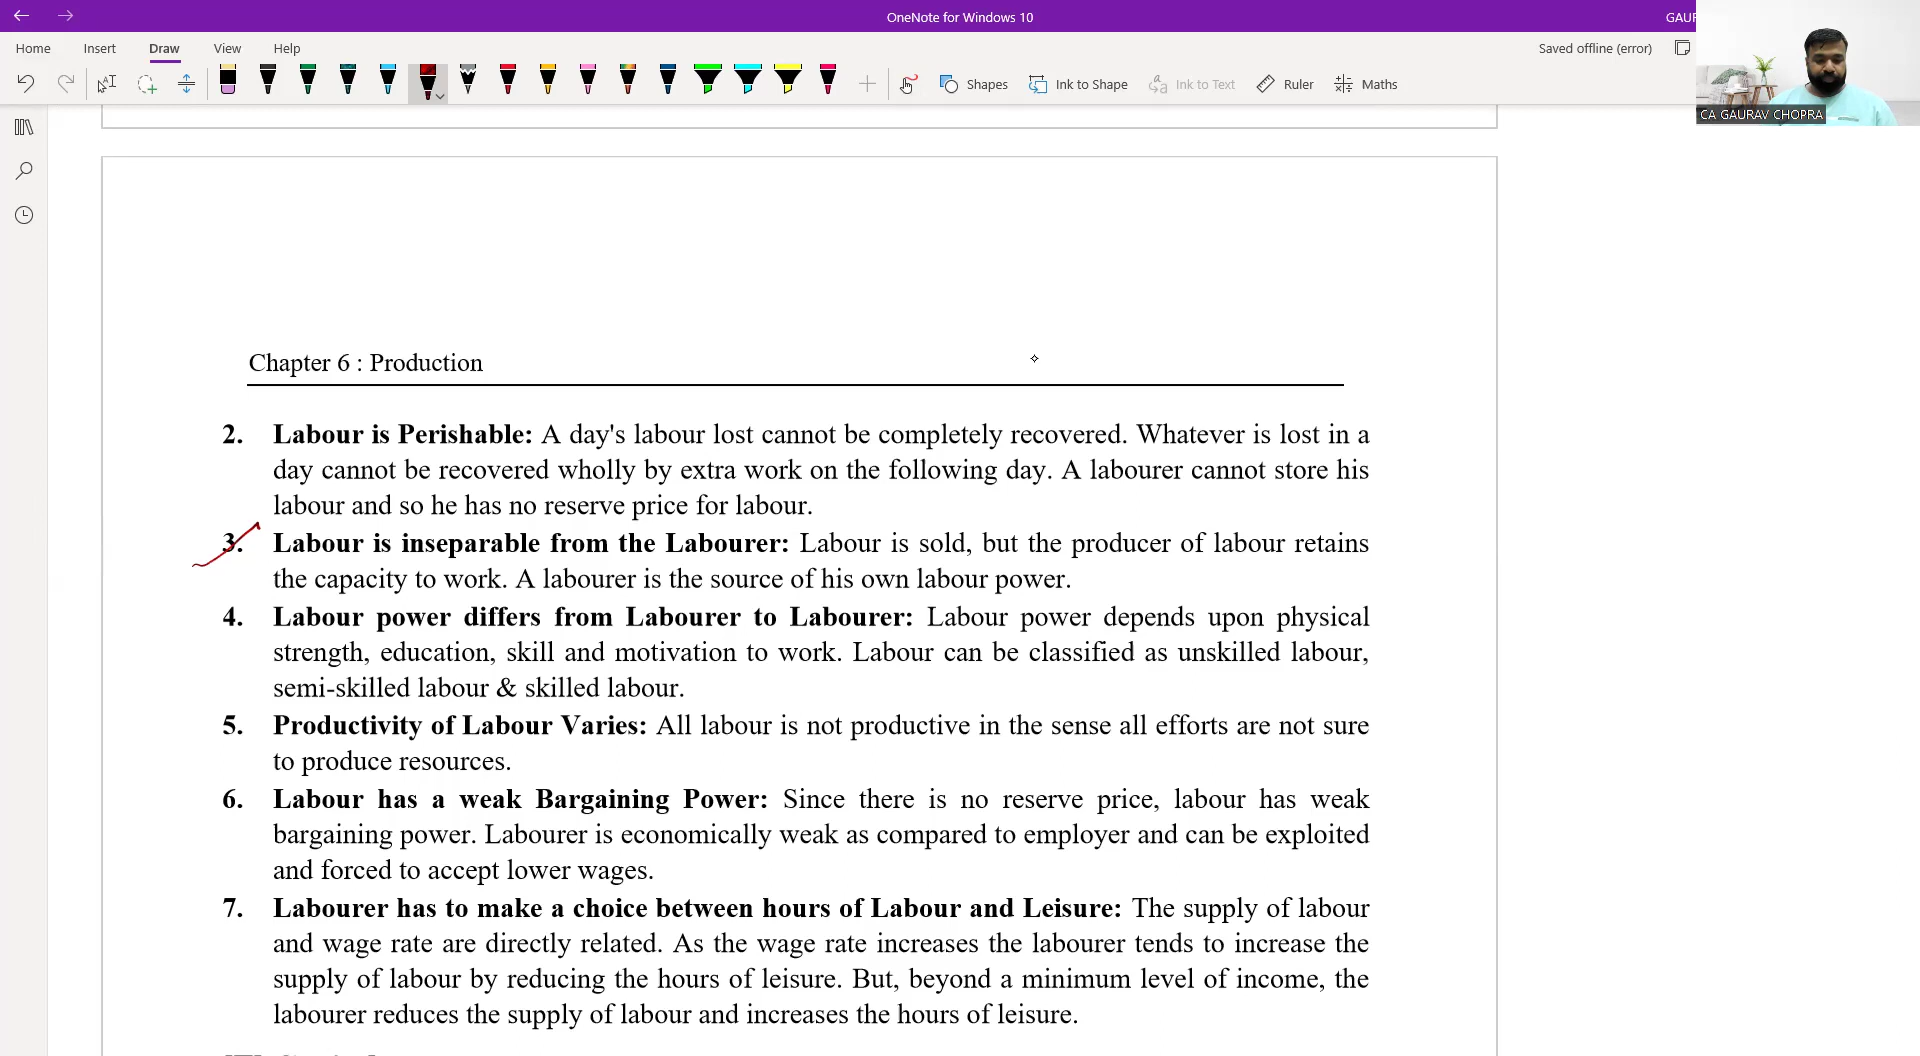 OneNote for Windows 10
GAUR
Home Insert Draw View Help
Saved offline (error)
Shapes Ink to Shape Ink to Text Ruler Maths
CA GAURAV CHOPRA
Chapter 6 : Production
2. Labour is Perishable: A day's labour lost cannot be completely recovered. Whatever is lost in a
day cannot be recovered wholly by extra work on the following day. A labourer cannot store his
labour and so he has no reserve price for labour.
3. Labour is inseparable from the Labourer: Labour is sold, but the producer of labour retains
the capacity to work. A labourer is the source of his own labour power.
4. Labour power differs from Labourer to Labourer: Labour power depends upon physical
strength, education, skill and motivation to work. Labour can be classified as unskilled labour,
semi-skilled labour & skilled labour.
5. Productivity of Labour Varies: All labour is not productive in the sense all efforts are not sure
to produce resources.
6. Labour has a weak Bargaining Power: Since there is no reserve price, labour has weak
bargaining power. Labourer is economically weak as compared to employer and can be exploited
and forced to accept lower wages.
7. Labourer has to make a choice between hours of Labour and Leisure: The supply of labour
and wage rate are directly related. As the wage rate increases the labourer tends to increase the
supply of labour by reducing the hours of leisure. But, beyond a minimum level of income, the
labourer reduces the supply of labour and increases the hours of leisure.